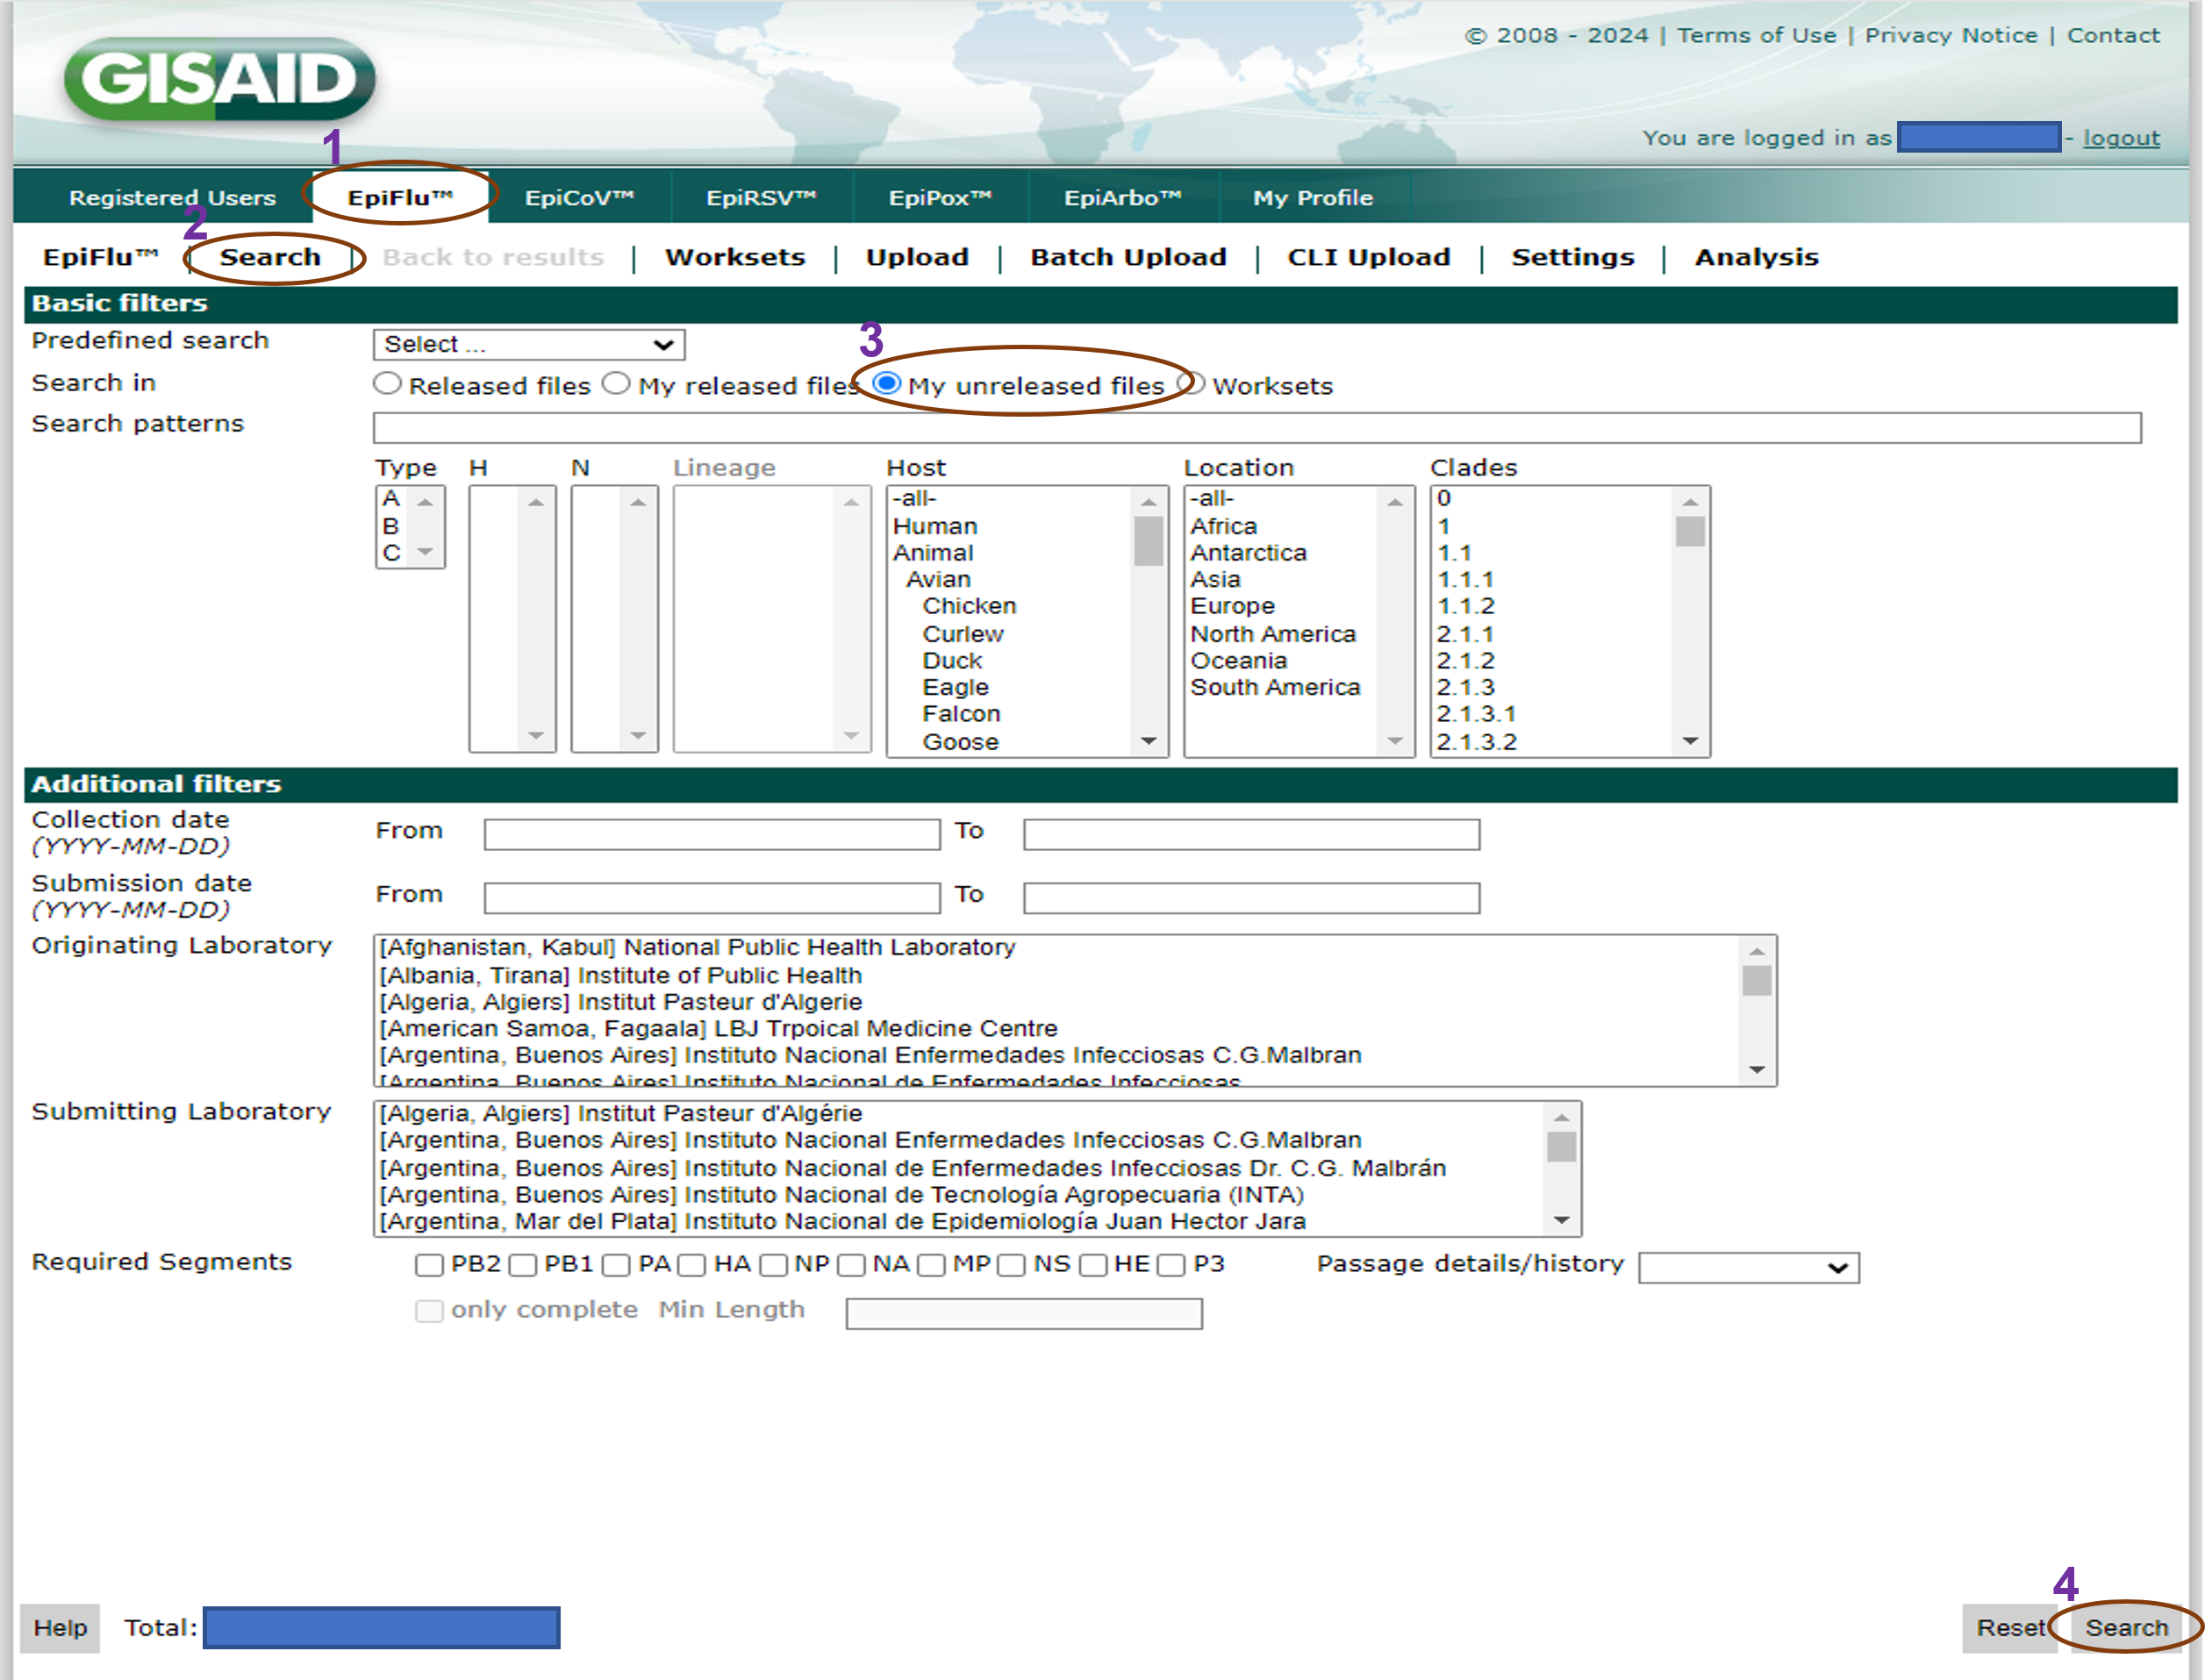 © 2008 - 2024 | Terms of Use | Privacy Notice | Contact
GISAID
You are logged in as - logout
1
Registered Users EpiFlu™ EpiCoV™ EpiRSV™ EpiPox™ EpiArbo™ My Profile
2
EpiFlu™ | Search | Back to results | Worksets | Upload | Batch Upload | CLI Upload | Settings | Analysis
Basic filters
3
Predefined search Select ...
Search in Released files My released files My unreleased files Worksets
Search patterns
Type H N Lineage Host Location Clades
A -all- -all- 0
B Human Africa 1
C Animal Antarctica 1.1
Avian Asia 1.1.1
Chicken Europe 1.1.2
Curlew North America 2.1.1
Duck Oceania 2.1.2
Eagle South America 2.1.3
Falcon 2.1.3.1
Goose 2.1.3.2
Additional filters
Collection date From To
(YYYY-MM-DD)
Submission date From To
(YYYY-MM-DD)
Originating Laboratory [Afghanistan, Kabul] National Public Health Laboratory
[Albania, Tirana] Institute of Public Health
[Algeria, Algiers] Institut Pasteur d'Algerie
[American Samoa, Fagaala] LBJ Trpoical Medicine Centre
[Argentina, Buenos Aires] Instituto Nacional Enfermedades Infecciosas C.G.Malbran
[Argentina, Buenos Aires] Instituto Nacional de Enfermedades Infecciosas
Submitting Laboratory [Algeria, Algiers] Institut Pasteur d'Algérie
[Argentina, Buenos Aires] Instituto Nacional Enfermedades Infecciosas C.G.Malbran
[Argentina, Buenos Aires] Instituto Nacional de Enfermedades Infecciosas Dr. C.G. Malbrán
[Argentina, Buenos Aires] Instituto Nacional de Tecnología Agropecuaria (INTA)
[Argentina, Mar del Plata] Instituto Nacional de Epidemiología Juan Hector Jara
Required Segments PB2 PB1 PA HA NP NA MP NS HE P3 Passage details/history
only complete Min Length
4
Help Total: Reset Search